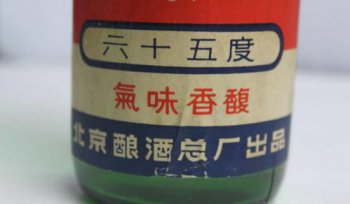 六十五度
氣味香馥
北京酿酒总厂出品